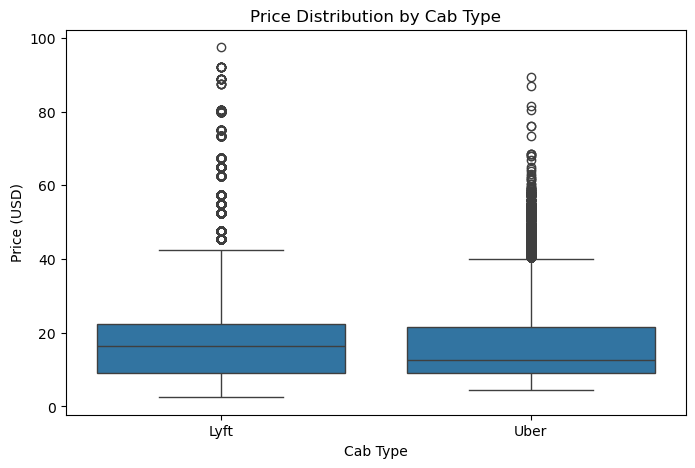 Price Distribution by Cab Type
100
80
60
40
20
0
Price (USD)
Lyft
Uber
Cab Type